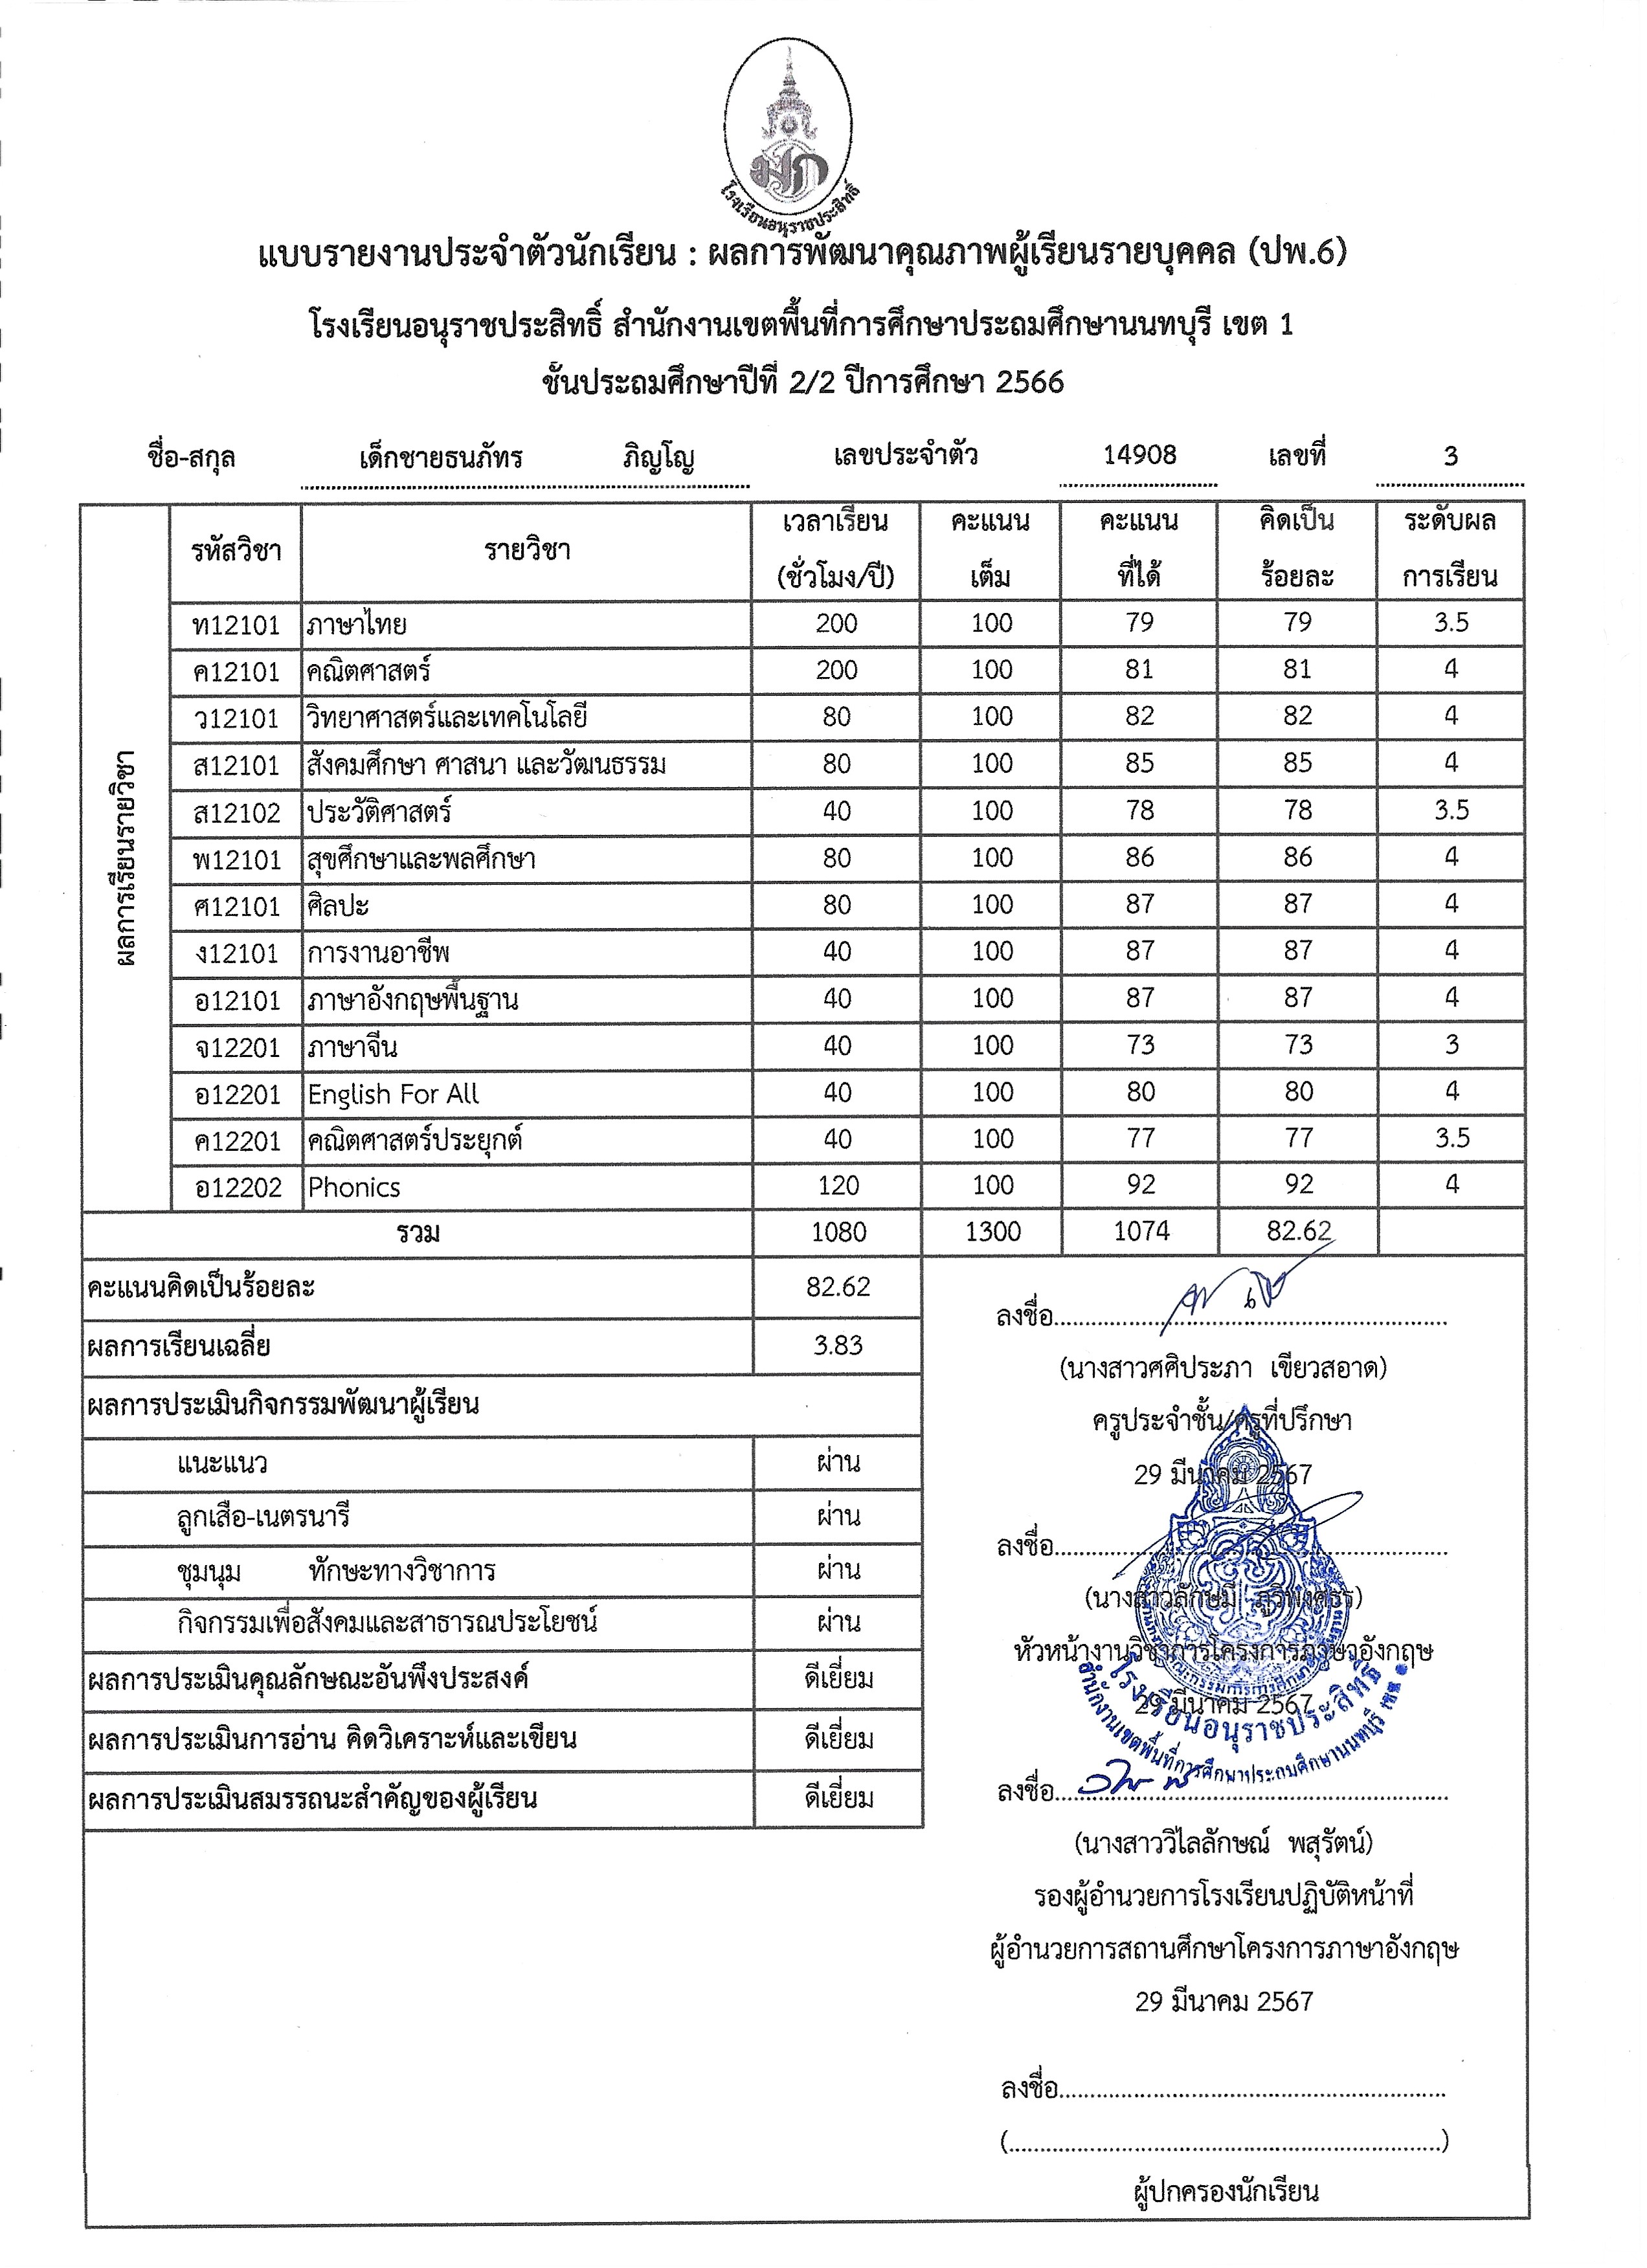 มภ
โรงเรียนอนุราชประสิทธิ์
แบบรายงานประจำตัวนักเรียน : ผลการพัฒนาคุณภาพผู้เรียนรายบุคคล (ปพ.6)
โรงเรียนอนุราชประสิทธิ์ สำนักงานเขตพื้นที่การศึกษาประถมศึกษานนทบุรี เขต 1
ชั้นประถมศึกษาปีที่ 2/2 ปีการศึกษา 2566
ชื่อ-สกุล เด็กชายธนภัทร ภิญโญ เลขประจำตัว 14908 เลขที่ 3
ผลการเรียนรายวิชา
รหัสวิชา รายวิชา เวลาเรียน (ชั่วโมง/ปี) คะแนนเต็ม คะแนนที่ได้ คิดเป็นร้อยละ ระดับผลการเรียน
ท12101 ภาษาไทย 200 100 79 79 3.5
ค12101 คณิตศาสตร์ 200 100 81 81 4
ว12101 วิทยาศาสตร์และเทคโนโลยี 80 100 82 82 4
ส12101 สังคมศึกษา ศาสนา และวัฒนธรรม 80 100 85 85 4
ส12102 ประวัติศาสตร์ 40 100 78 78 3.5
พ12101 สุขศึกษาและพลศึกษา 80 100 86 86 4
ศ12101 ศิลปะ 80 100 87 87 4
ง12101 การงานอาชีพ 40 100 87 87 4
อ12101 ภาษาอังกฤษพื้นฐาน 40 100 87 87 4
จ12201 ภาษาจีน 40 100 73 73 3
อ12201 English For All 40 100 80 80 4
ค12201 คณิตศาสตร์ประยุกต์ 40 100 77 77 3.5
อ12202 Phonics 120 100 92 92 4
รวม 1080 1300 1074 82.62
คะแนนคิดเป็นร้อยละ 82.62
ผลการเรียนเฉลี่ย 3.83
ผลการประเมินกิจกรรมพัฒนาผู้เรียน
แนะแนว ผ่าน
ลูกเสือ-เนตรนารี ผ่าน
ชุมนุม ทักษะทางวิชาการ ผ่าน
กิจกรรมเพื่อสังคมและสาธารณประโยชน์ ผ่าน
ผลการประเมินคุณลักษณะอันพึงประสงค์ ดีเยี่ยม
ผลการประเมินการอ่าน คิดวิเคราะห์และเขียน ดีเยี่ยม
ผลการประเมินสมรรถนะสำคัญของผู้เรียน ดีเยี่ยม
ลงชื่อ
(นางสาวศศิประภา เขียวสอาด)
ครูประจำชั้น/ครูที่ปรึกษา
29 มีนาคม 2567
ลงชื่อ
(นางสาวลักษมี
หัวหน้างานวิชาการโครงการภาษาอังกฤษ
29 มีนาคม 2567
โรงเรียนอนุราชประสิทธิ์
สำนักงานเขตพื้นที่การศึกษาประถมศึกษานนทบุรี เขต ๑
ลงชื่อ
(นางสาววิไลลักษณ์ พสุรัตน์)
รองผู้อำนวยการโรงเรียนปฏิบัติหน้าที่
ผู้อำนวยการสถานศึกษาโครงการภาษาอังกฤษ
29 มีนาคม 2567
ลงชื่อ
(................................................)
ผู้ปกครองนักเรียน